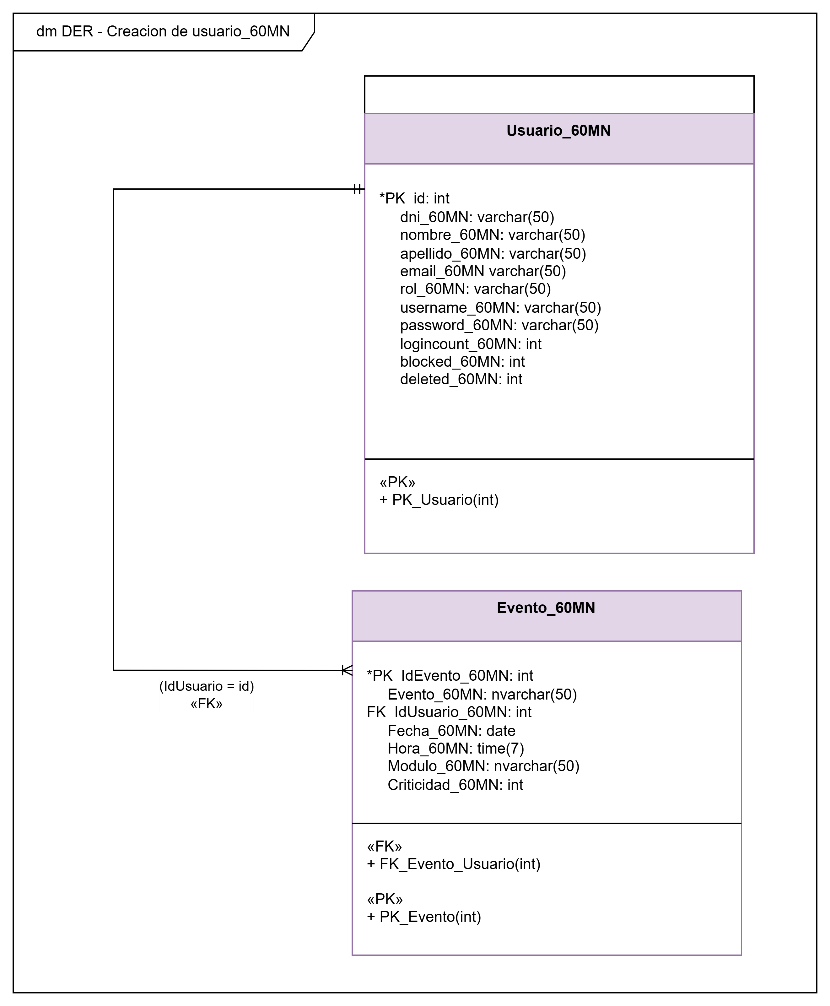 dm DER - Creacion de usuario_60MN
Usuario_60MN
*PK id: int
dni_60MN: varchar(50)
nombre_60MN: varchar(50)
apellido_60MN: varchar(50)
email_60MN varchar(50)
rol_60MN: varchar(50)
username_60MN: varchar(50)
password_60MN: varchar(50)
logincount_60MN: int
blocked_60MN: int
deleted_60MN: int
«PK»
+ PK_Usuario(int)
(IdUsuario = id)
«FK»
Evento_60MN
*PK IdEvento_60MN: int
Evento_60MN: nvarchar(50)
FK IdUsuario_60MN: int
Fecha_60MN: date
Hora_60MN: time(7)
Modulo_60MN: nvarchar(50)
Criticidad_60MN: int
«FK»
+ FK_Evento_Usuario(int)
«PK»
+ PK_Evento(int)